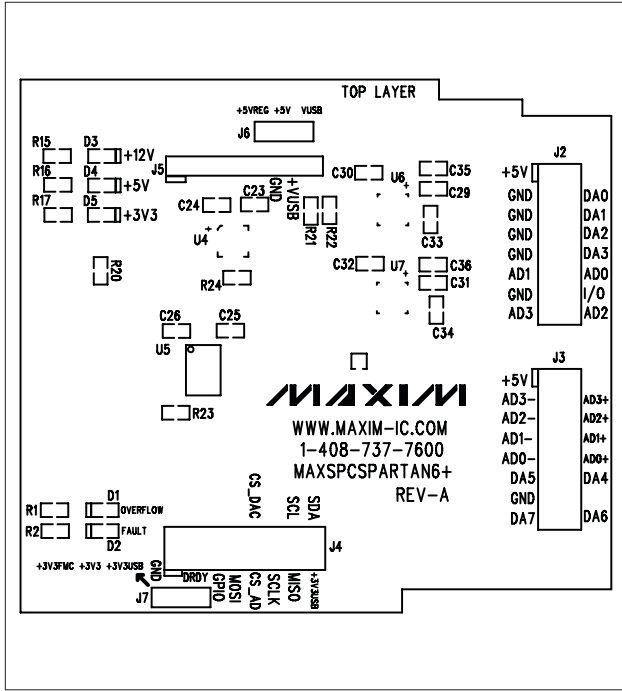 TOP LAYER
+5VREG +5V VUSB
J6
R15 D3 +12V
R16 D4 +5V
R17 D5 +3V3
J5
GND
+VUSB
C24 C23
+
U4
R21
R22
R20
R24
C30
U6
+
C35
C29
C33
C32
U7
+
C36
C31
C34
J2
+5V
GND DA0
GND DA1
GND DA2
GND DA3
AD1 AD0
GND I/O
AD3 AD2
C26 C25
U5
R23
MAXIM
WWW.MAXIM-IC.COM
1-408-737-7600
MAXSPCSPARTAN6+
REV-A
J3
+5V
AD3- AD3+
AD2- AD2+
AD1- AD1+
AD0- AD0+
DA5 DA4
GND
DA7 DA6
R1 D1 OVERFLOW
R2 D2 FAULT
+3V3FMC +3V3 +3V3USB
CS_DAC
SCL
SDA
J4
GND
DRDY
GPIO
MOSI
CS_AD
SCLK
MISO
+3V3USB
J7